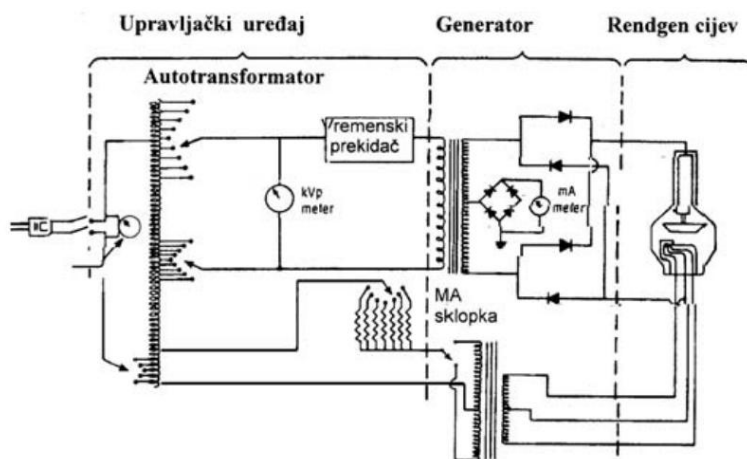 Upravljački uređaj
Generator
Rendgen cijev
Autotransformator
Vremenski
prekidač
kVp
meter
mA
meter
MA
sklopka